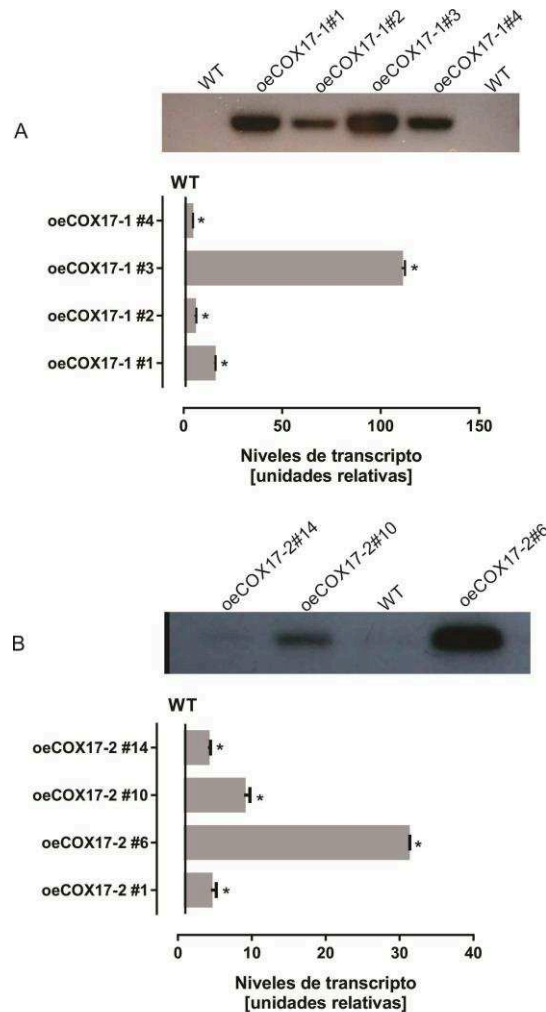 WT
oeCOX17-1#1
oeCOX17-1#2
oeCOX17-1#3
oeCOX17-1#4
WT
A
WT
oeCOX17-1 #4
*
oeCOX17-1 #3
*
oeCOX17-1 #2
*
oeCOX17-1 #1
*
0 50 100 150
Niveles de transcripto
[unidades relativas]
oeCOX17-2#14
oeCOX17-2#10
WT
oeCOX17-2#6
B
WT
oeCOX17-2 #14
*
oeCOX17-2 #10
*
oeCOX17-2 #6
*
oeCOX17-2 #1
*
0 10 20 30 40
Niveles de transcripto
[unidades relativas]